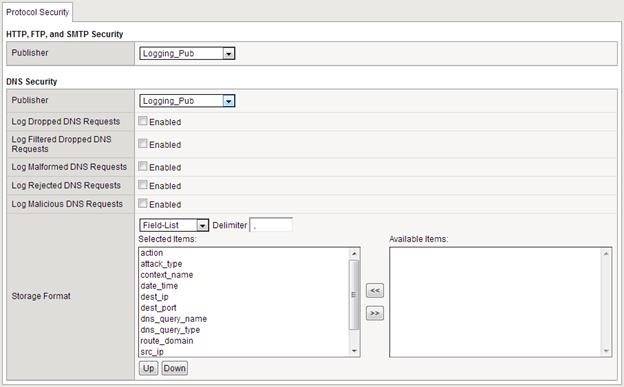 Protocol Security
HTTP, FTP, and SMTP Security
Publisher
Logging_Pub
DNS Security
Publisher
Logging_Pub
Log Dropped DNS Requests
Enabled
Log Filtered Dropped DNS
Requests
Enabled
Log Malformed DNS Requests
Enabled
Log Rejected DNS Requests
Enabled
Log Malicious DNS Requests
Enabled
Storage Format
Field-List Delimiter ,
Selected Items:
action
attack_type
context_name
date_time
dest_ip
dest_port
dns_query_name
dns_query_type
route_domain
src_ip
<<
>>
Available Items:
Up Down